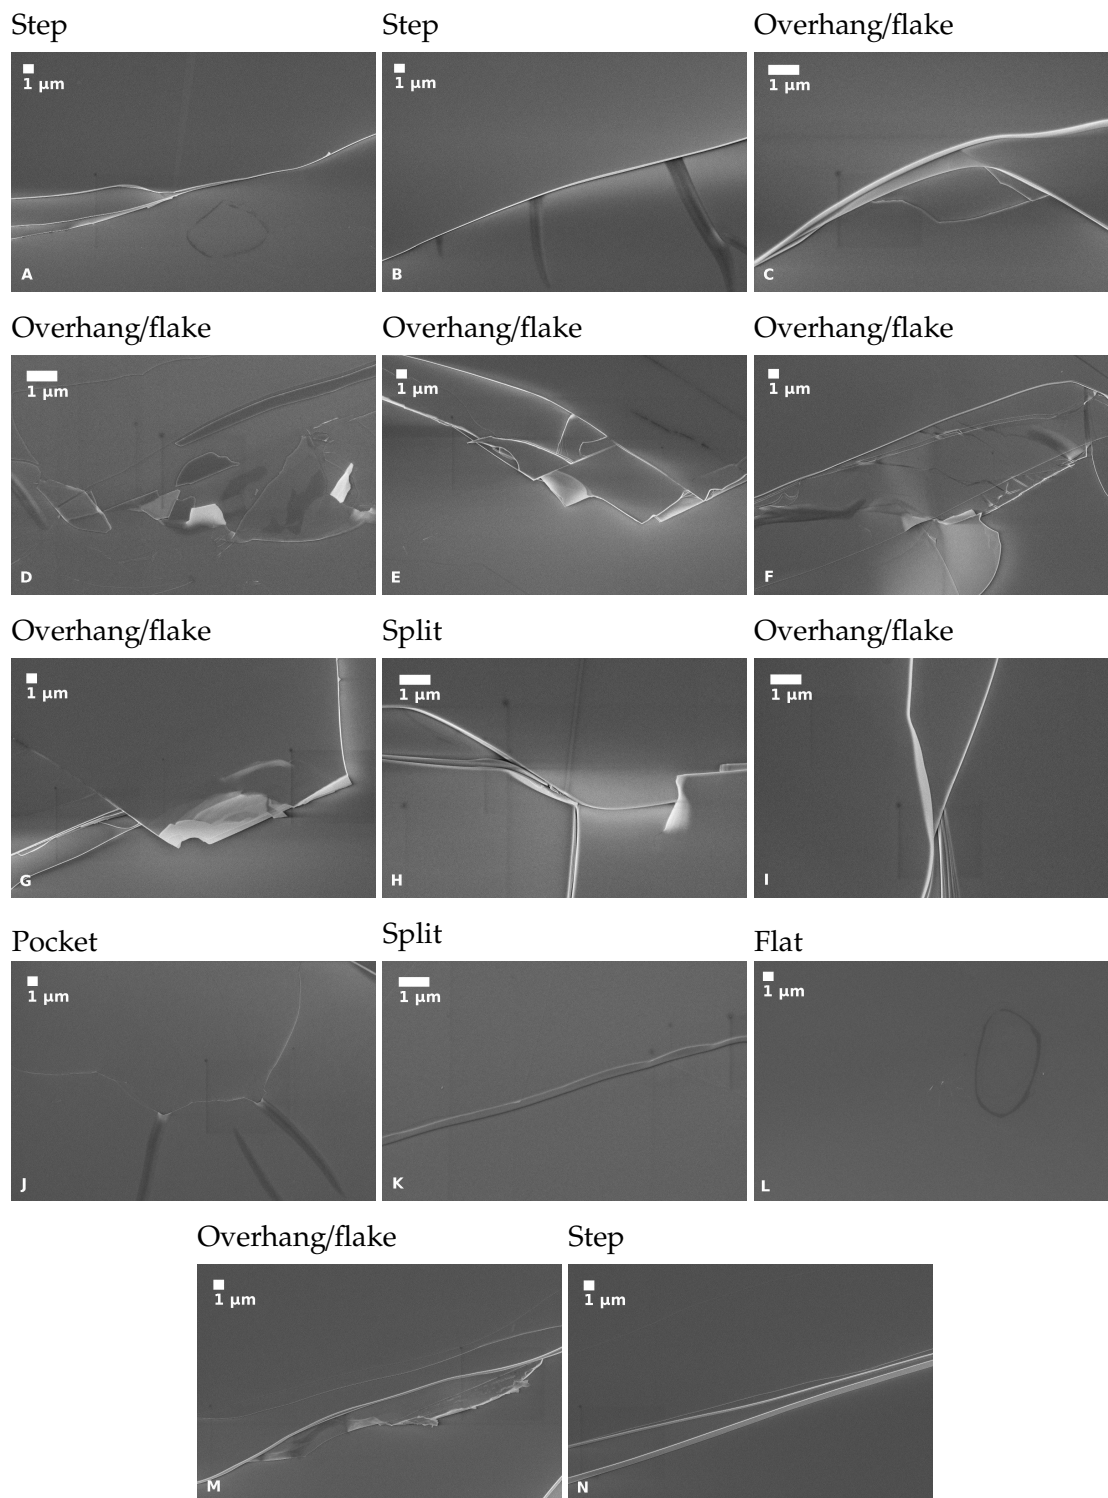 Step Step Overhang/flake
1 µm 1 µm 1 µm
A B C
Overhang/flake Overhang/flake Overhang/flake
1 µm 1 µm 1 µm
D E F
Overhang/flake Split Overhang/flake
1 µm 1 µm 1 µm
G H I
Pocket Split Flat
1 µm 1 µm 1 µm
J K L
Overhang/flake Step
1 µm 1 µm
M N